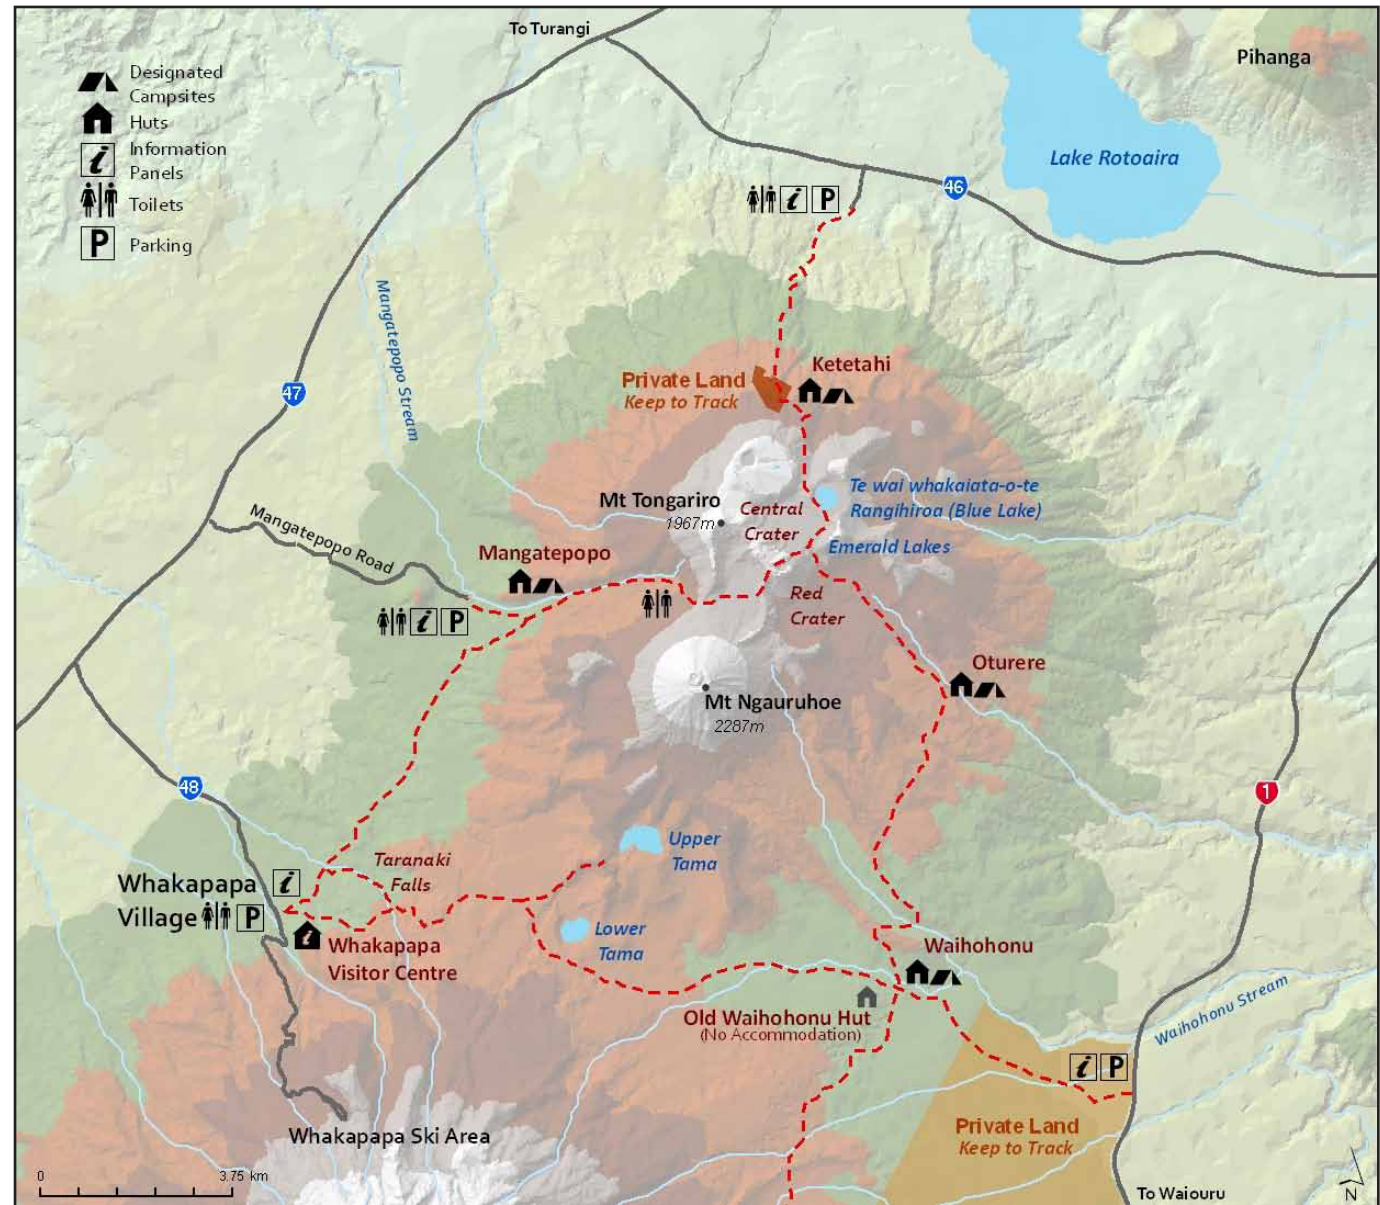 To Turangi
Designated
Campsites
Huts
i
Information
Panels
Toilets
P
Parking
Pihanga
Lake Rotoaira
46
i P
Mangatepopo Stream
47
Ketetahi
Private Land
Keep to Track
Mt Tongariro
1967m
Central
Crater
Te wai whakaiata-o-te
Rangihiroa (Blue Lake)
Emerald Lakes
Mangatepopo Road
Mangatepopo
i P
Red
Crater
Oturere
Mt Ngauruhoe
2287m
48
1
Upper
Tama
Taranaki
Falls
Whakapapa i
Village P
i
Whakapapa
Visitor Centre
Lower
Tama
Waihohonu
Old Waihohonu Hut
(No Accommodation)
Waihohonu Stream
i P
Private Land
Keep to Track
Whakapapa Ski Area
0 3.75 km
To Waiouru
N